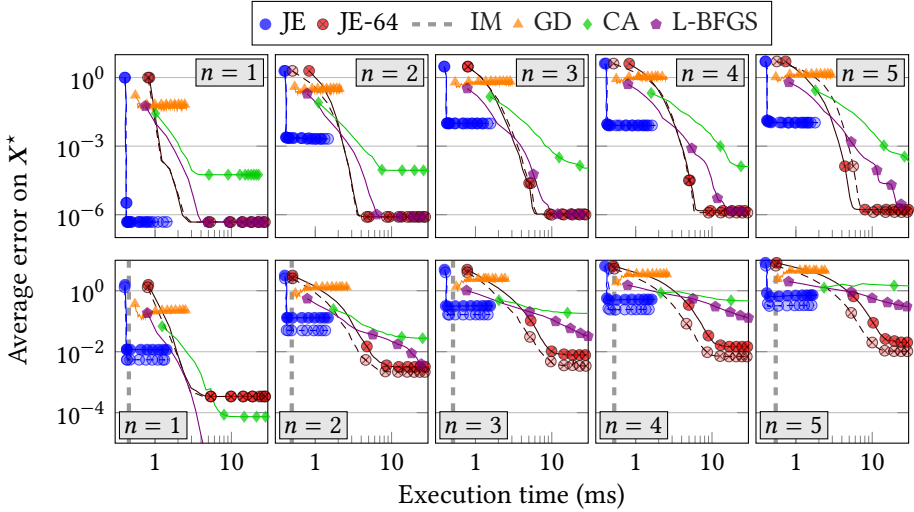 JE JE-64 IM GD CA L-BFGS
Average error on X⋆
10^0
10^−3
10^−6
n = 1
n = 2
n = 3
n = 4
n = 5
10^0
10^−2
10^−4
n = 1
n = 2
n = 3
n = 4
n = 5
1 10 1 10 1 10 1 10 1 10
Execution time (ms)